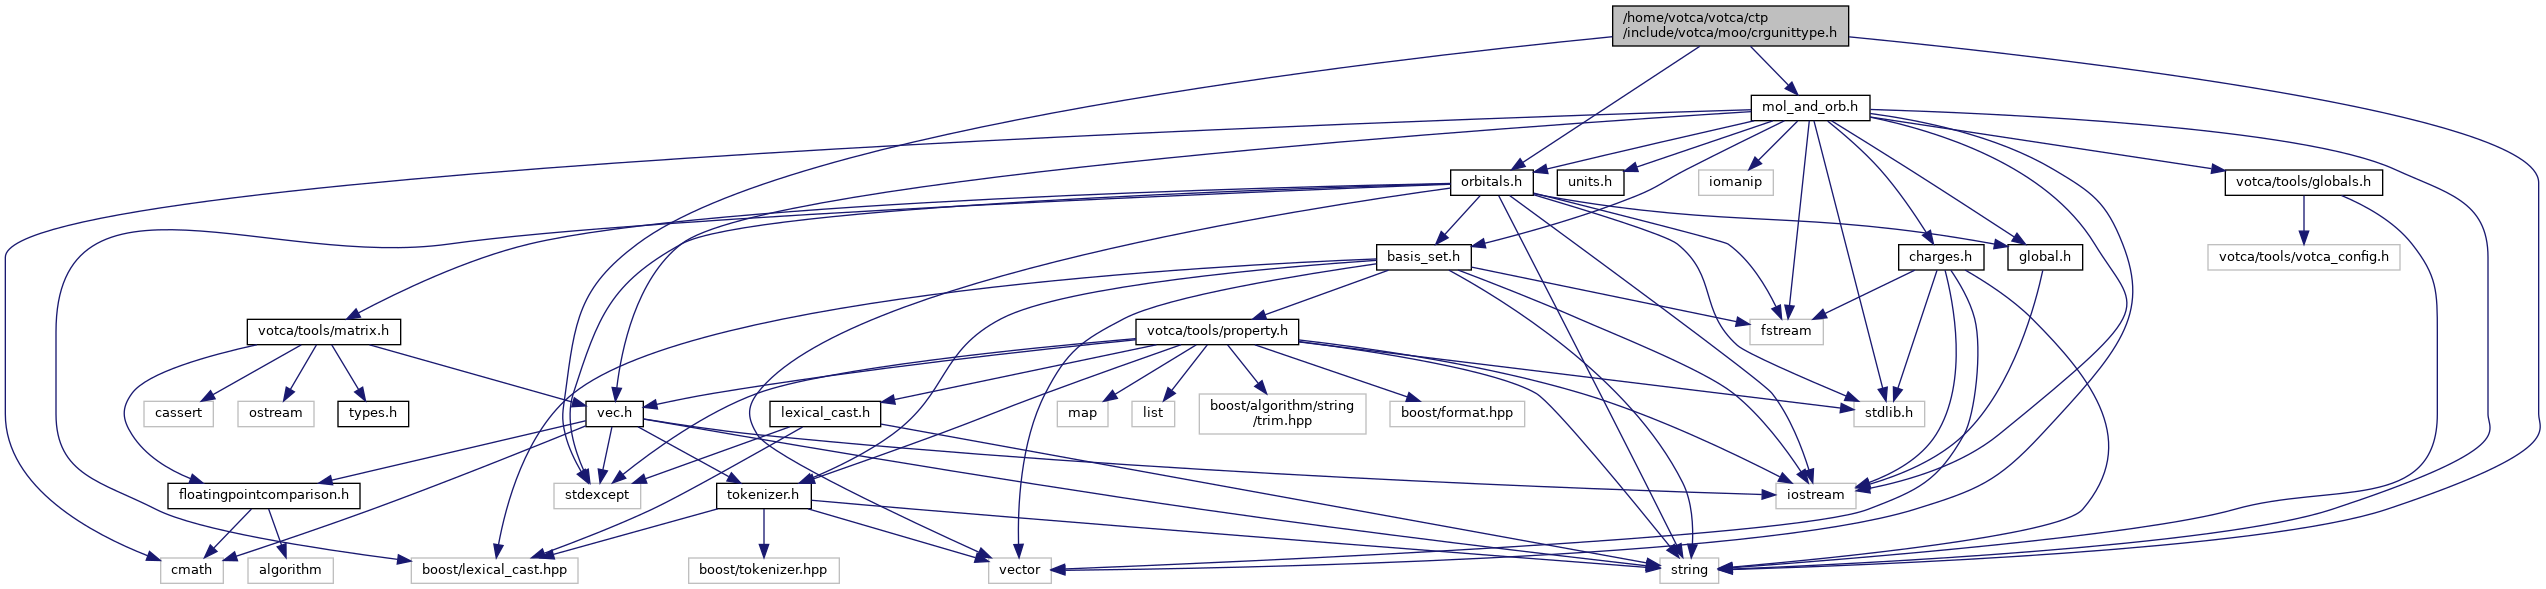 /home/votca/votca/ctp
/include/votca/moo/crgunittype.h
mol_and_orb.h
orbitals.h
units.h
iomanip
votca/tools/globals.h
basis_set.h
charges.h
global.h
votca/tools/votca_config.h
votca/tools/matrix.h
votca/tools/property.h
fstream
cassert
ostream
types.h
vec.h
lexical_cast.h
map
list
boost/algorithm/string
/trim.hpp
boost/format.hpp
stdlib.h
floatingpointcomparison.h
stdexcept
tokenizer.h
iostream
cmath
algorithm
boost/lexical_cast.hpp
boost/tokenizer.hpp
vector
string